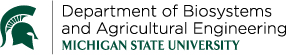 Department of Biosystems
and Agricultural Engineering
MICHIGAN STATE UNIVERSITY